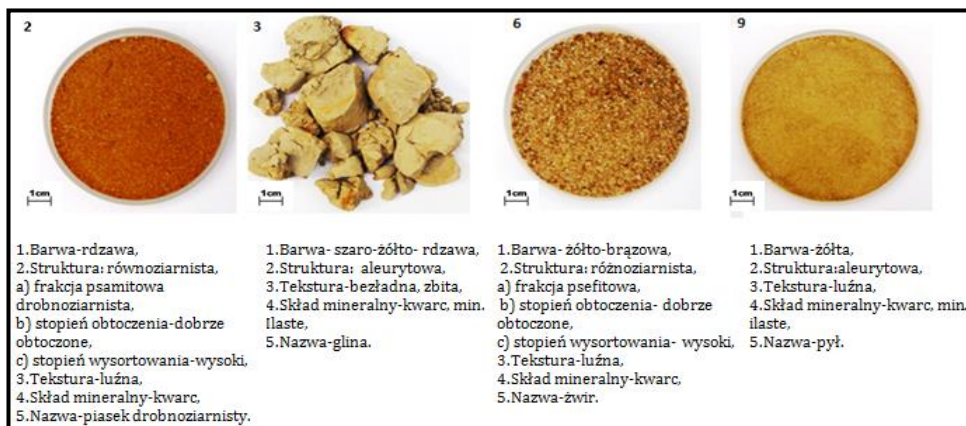 2
3
6
9
1cm
1cm
1cm
1cm
1.Barwa-rdzawa,
2.Struktura: równoziarnista,
a) frakcja psamitowa
drobnoziarnista,
b) stopień obtoczenia-dobrze
obtoczone,
c) stopień wysortowania-wysoki,
3.Tekstura-luźna,
4.Skład mineralny-kwarc,
5.Nazwa-piasek drobnoziarnisty.
1.Barwa- szaro-żółto- rdzawa,
2.Struktura: aleurytowa,
3.Tekstura-bezładna, zbita,
4.Skład mineralny-kwarc, min.
Ilaste,
5.Nazwa-glina.
1.Barwa- żółto-brązowa,
2.Struktura: różnoziarnista,
a) frakcja psefitowa,
b) stopień obtoczenia- dobrze
obtoczone,
c) stopień wysortowania- wysoki,
3.Tekstura-luźna,
4.Skład mineralny-kwarc,
5.Nazwa-żwir.
1.Barwa-żółta,
2.Struktura:aleurytowa,
3.Tekstura-luźna,
4.Skład mineralny-kwarc, min.
ilaste,
5.Nazwa-pył.